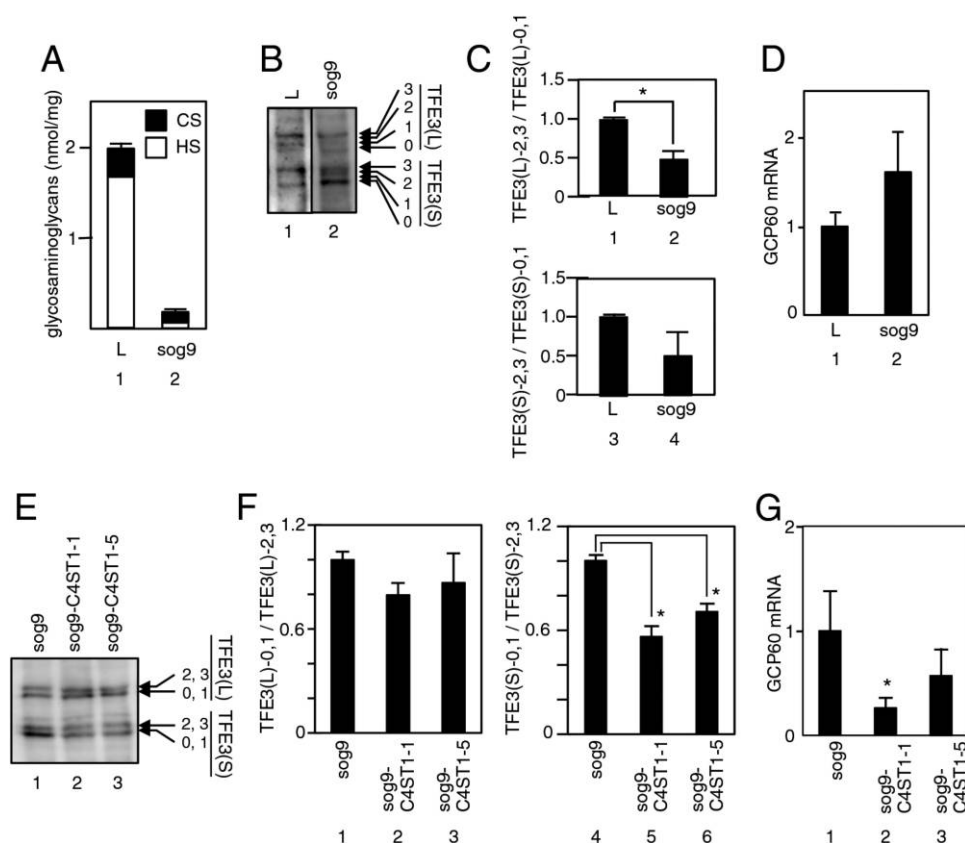 A
glycosaminoglycans (nmol/mg)
2
1
CS
HS
L
sog9
1
2
B
L
sog9
3
2
1
0
TFE3(L)
3
2
1
0
TFE3(S)
1
2
C
TFE3(L)-2,3 / TFE3(L)-0,1
1.5
1.0
0.5
0
*
L
sog9
1
2
TFE3(S)-2,3 / TFE3(S)-0,1
1.5
1.0
0.5
0
L
sog9
3
4
D
GCP60 mRNA
2
1
0
L
sog9
1
2
E
sog9
sog9-C4ST1-1
sog9-C4ST1-5
2, 3
0, 1
TFE3(L)
2, 3
0, 1
TFE3(S)
1
2
3
F
TFE3(L)-0,1 / TFE3(L)-2,3
1.2
0.6
0
sog9
sog9-
C4ST1-1
sog9-
C4ST1-5
1
2
3
TFE3(S)-0,1 / TFE3(S)-2,3
1.2
0.6
0
*
*
sog9
sog9-
C4ST1-1
sog9-
C4ST1-5
4
5
6
G
GCP60 mRNA
2
1
0
*
sog9
sog9-
C4ST1-1
sog9-
C4ST1-5
1
2
3